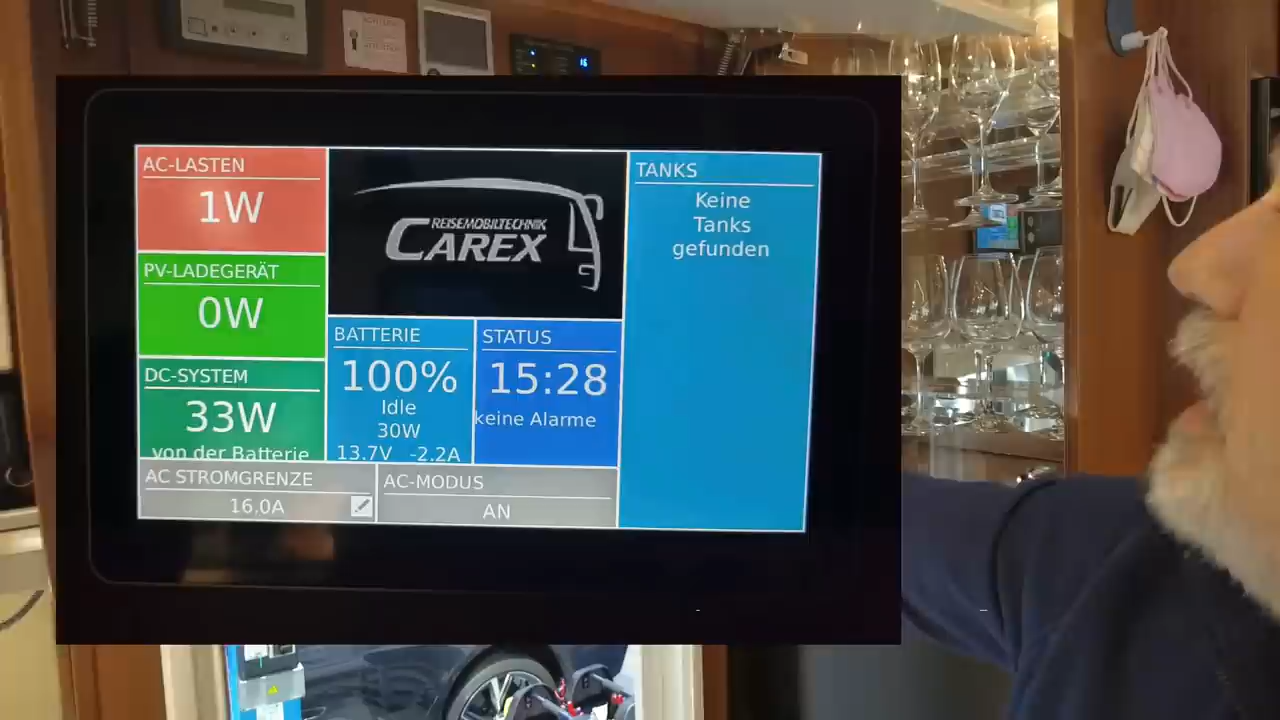 16
AC-LASTEN
1W
PV-LADEGERÄT
0W
DC-SYSTEM
33W
von der Batterie
REISEMOBILTECHNIK
CAREX
BATTERIE
100%
Idle
30W
13.7V -2.2A
STATUS
15:28
keine Alarme
TANKS
Keine
Tanks
gefunden
AC STROMGRENZE
16.0A
AC-MODUS
AN